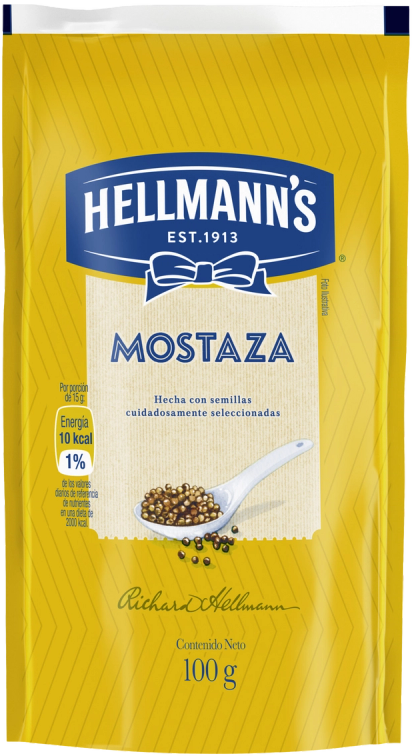 HELLMANN'S
EST.1913
®
Foto ilustrativa
MOSTAZA
Hecha con semillas
cuidadosamente seleccionadas
Por porción
de 15 g:
Energía
10 kcal
1%
de los valores
diarios de referencia
de nutrientes
en una dieta de
2000 kcal.
Richard Hellmann
Contenido Neto
100 g